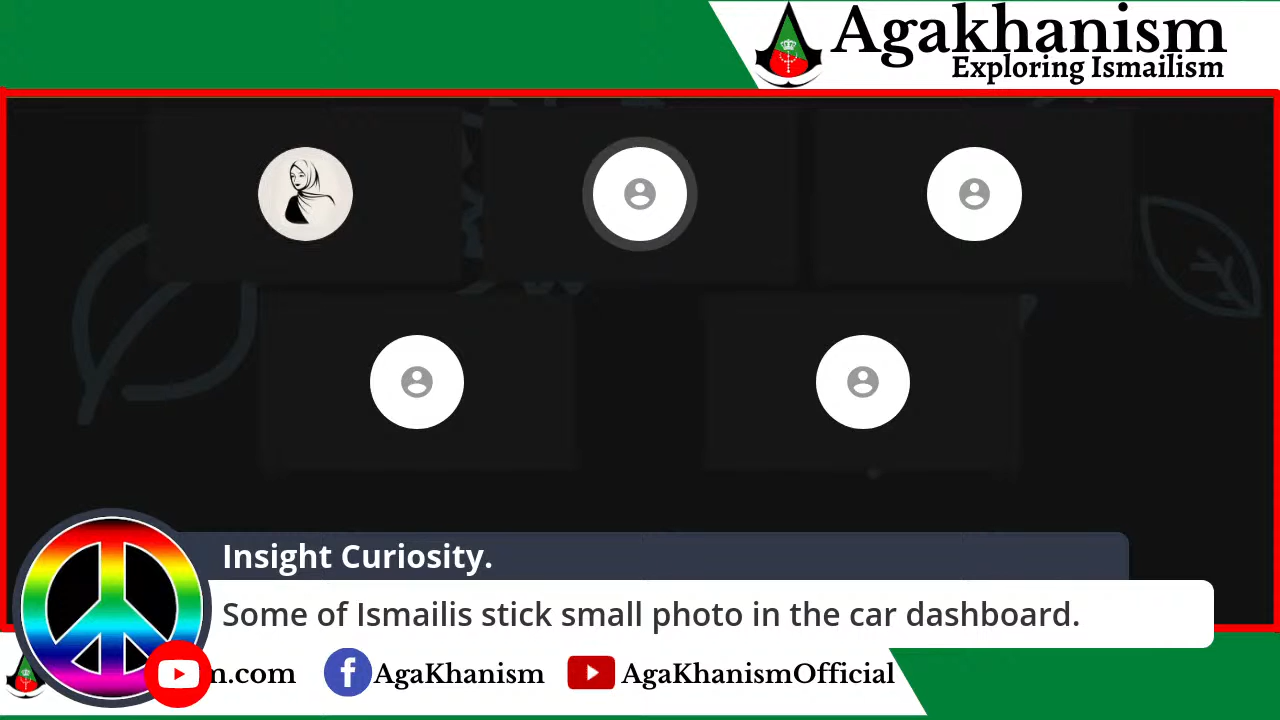 Agakhanism
Exploring Ismailism
Insight Curiosity.
Some of Ismailis stick small photo in the car dashboard.
m.com
AgaKhanism
AgaKhanismOfficial